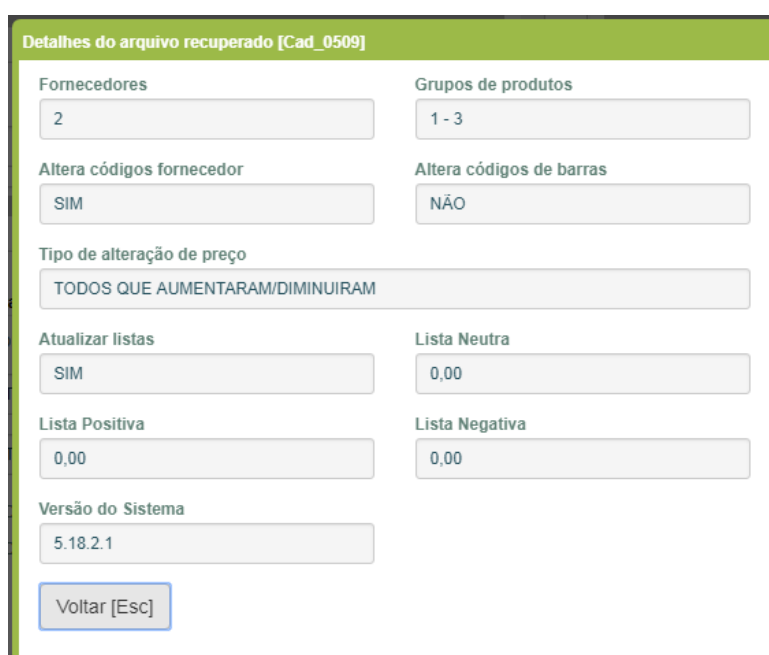 Detalhes do arquivo recuperado [Cad_0509]
Fornecedores
2
Grupos de produtos
1 - 3
Altera códigos fornecedor
SIM
Altera códigos de barras
NÃO
Tipo de alteração de preço
TODOS QUE AUMENTARAM/DIMINUIRAM
Atualizar listas
SIM
Lista Neutra
0,00
Lista Positiva
0,00
Lista Negativa
0,00
Versão do Sistema
5.18.2.1
Voltar [Esc]